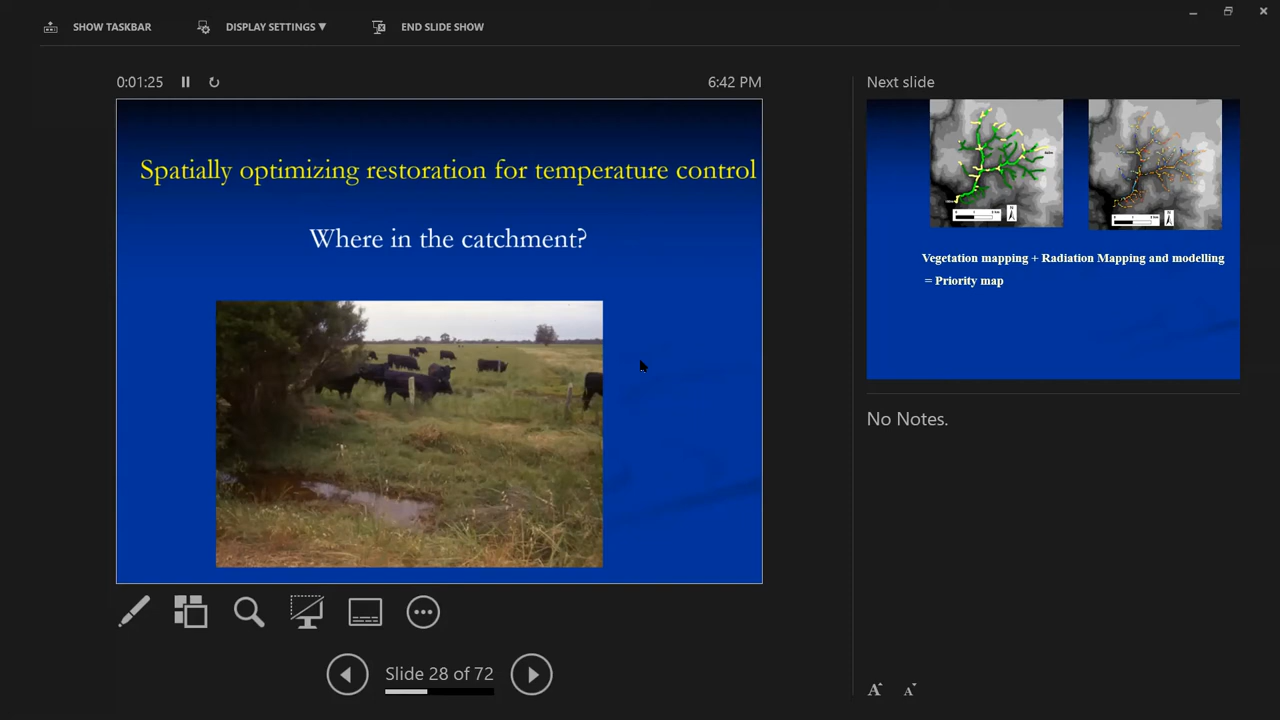 SHOW TASKBAR
DISPLAY SETTINGS ▼
END SLIDE SHOW
0:01:25
6:42 PM
Spatially optimizing restoration for temperature control
Where in the catchment?
Slide 28 of 72
Next slide
Vegetation mapping + Radiation Mapping and modelling
= Priority map
No Notes.
A
A